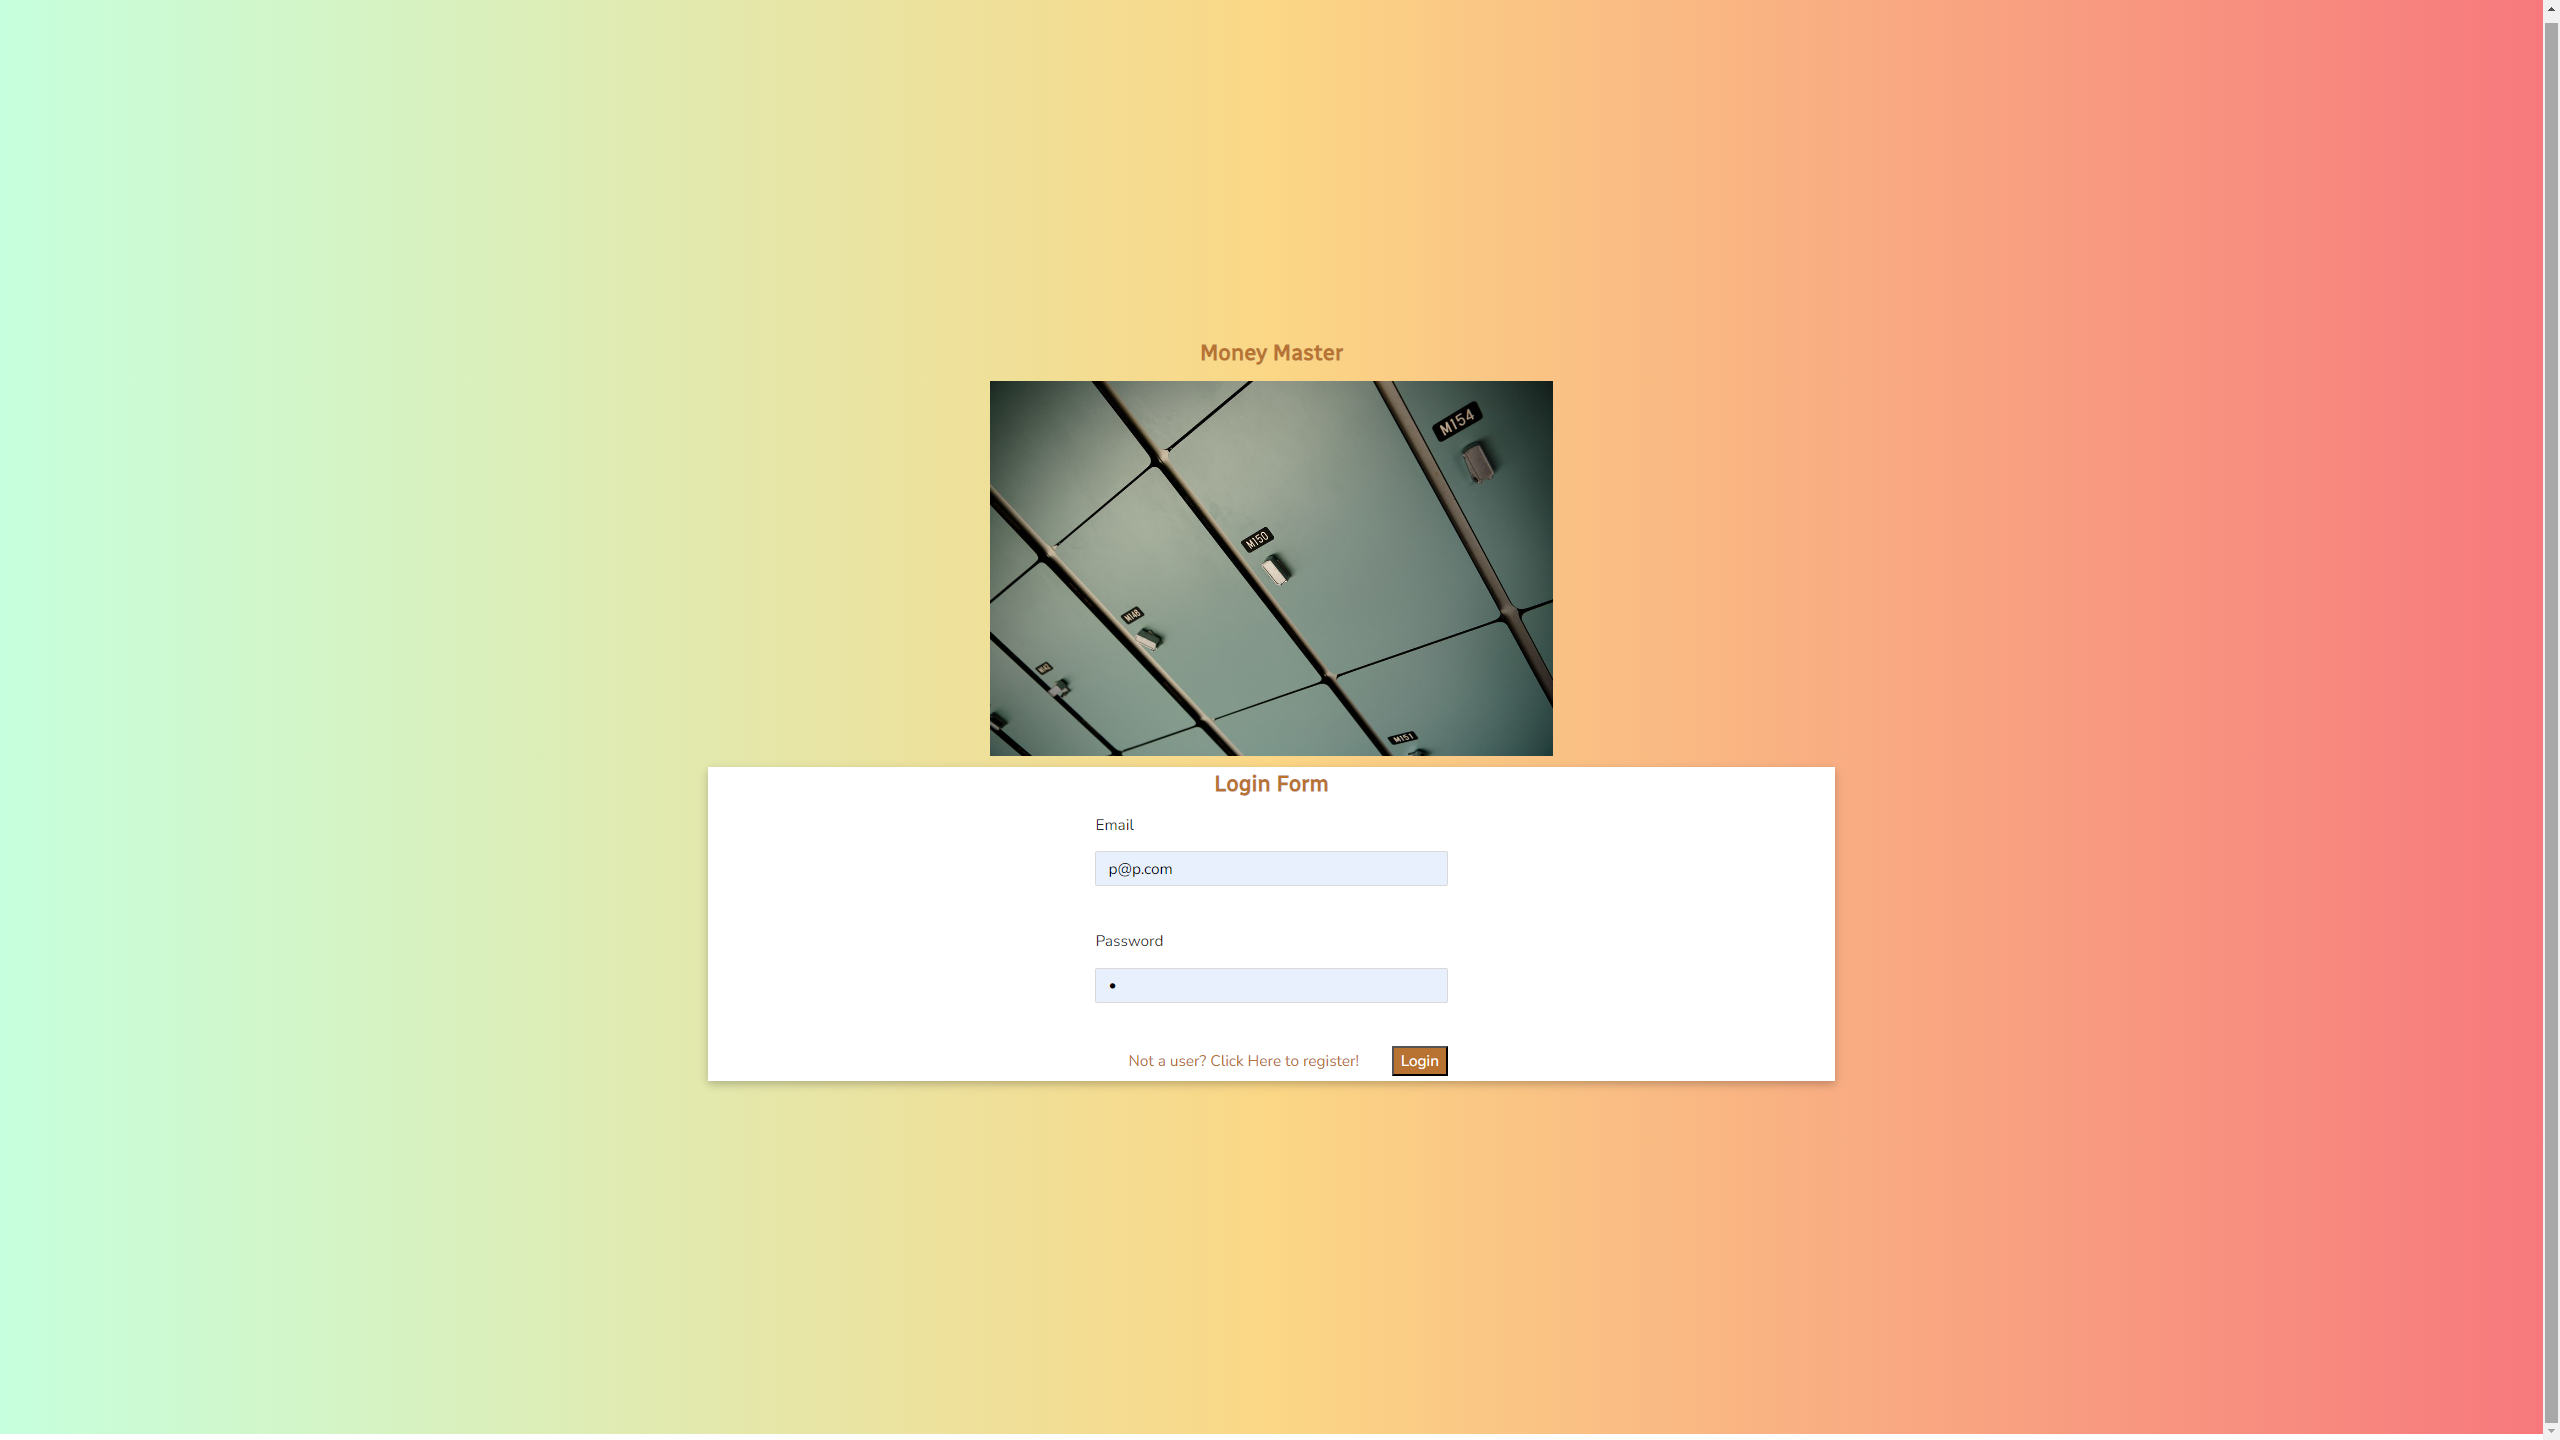 Money Master
M154
M150
M148
M151
Login Form
Email
p@p.com
Password
Not a user? Click Here to register!
Login